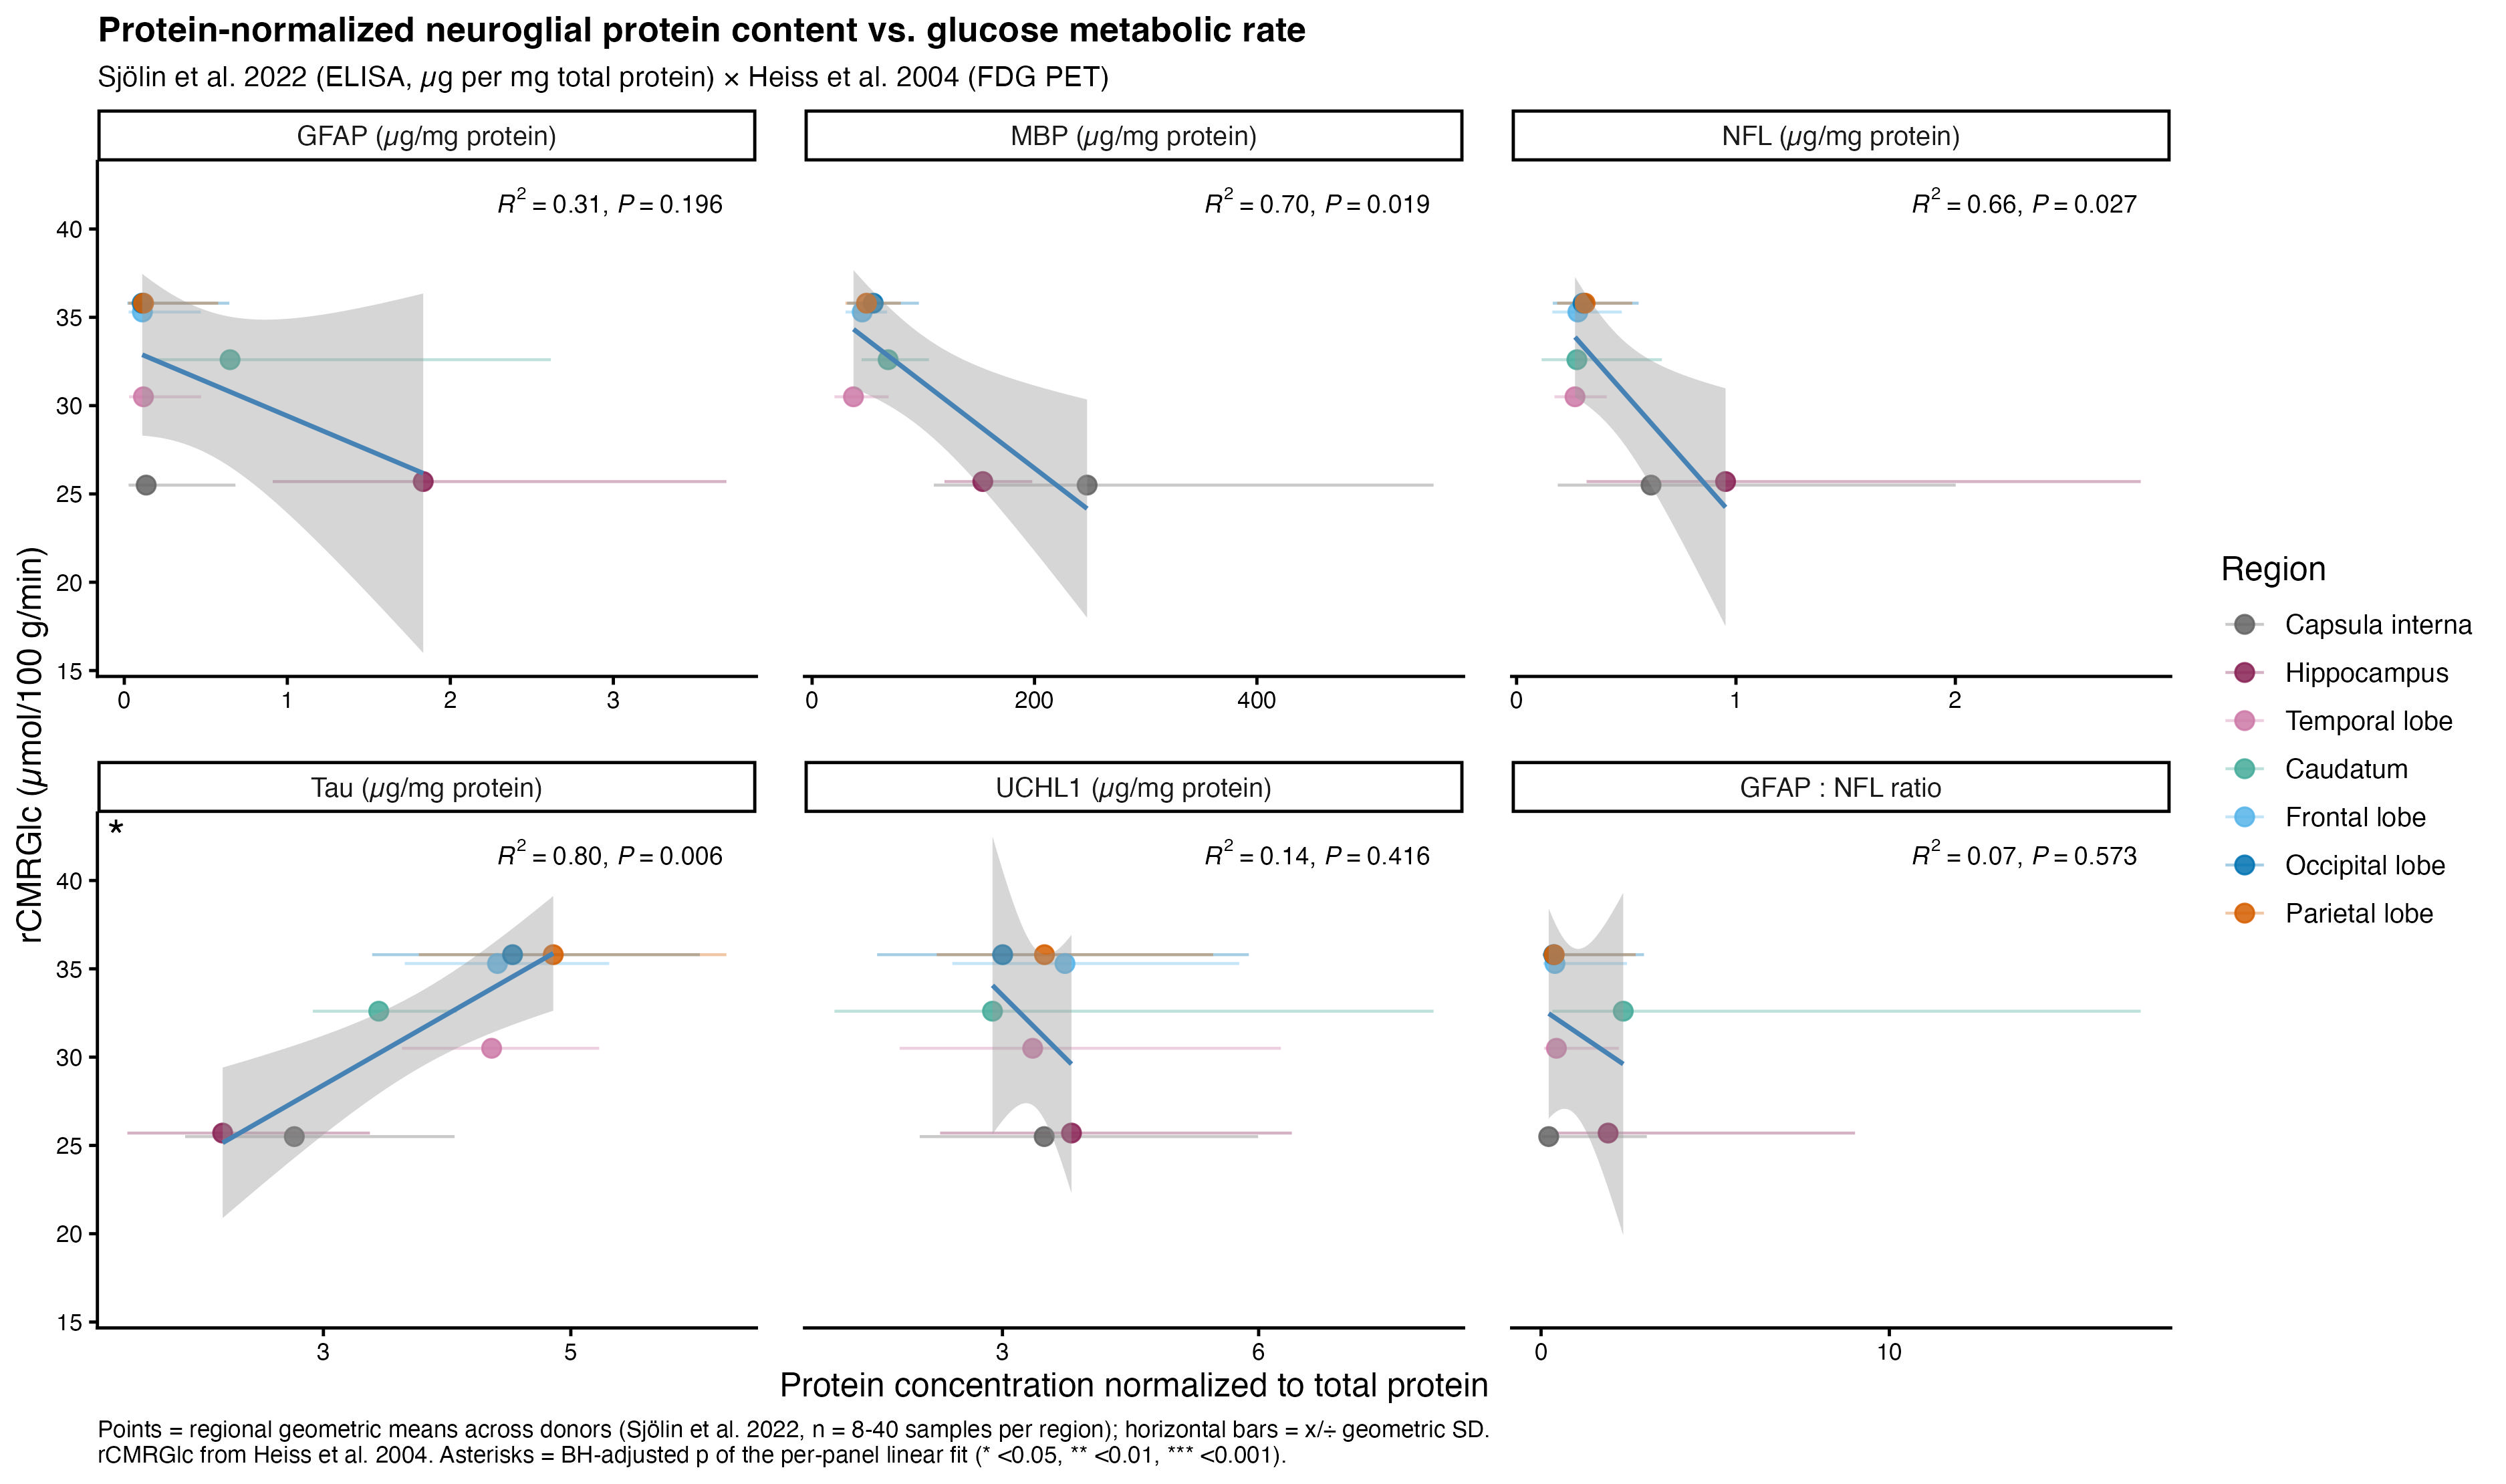 Protein-normalized neuroglial protein content vs. glucose metabolic rate
Sjölin et al. 2022 (ELISA, µg per mg total protein) × Heiss et al. 2004 (FDG PET)
GFAP (µg/mg protein)
MBP (µg/mg protein)
NFL (µg/mg protein)
R² = 0.31, P = 0.196
R² = 0.70, P = 0.019
R² = 0.66, P = 0.027
40
35
30
25
20
15
0 1 2 3
0 200 400
0 1 2
Tau (µg/mg protein)
UCHL1 (µg/mg protein)
GFAP : NFL ratio
*
R² = 0.80, P = 0.006
R² = 0.14, P = 0.416
R² = 0.07, P = 0.573
40
35
30
25
20
15
3 5
3 6
0 10
rCMRGlc (µmol/100 g/min)
Protein concentration normalized to total protein
Region
Capsula interna
Hippocampus
Temporal lobe
Caudatum
Frontal lobe
Occipital lobe
Parietal lobe
Points = regional geometric means across donors (Sjölin et al. 2022, n = 8-40 samples per region); horizontal bars = x/÷ geometric SD.
rCMRGlc from Heiss et al. 2004. Asterisks = BH-adjusted p of the per-panel linear fit (* <0.05, ** <0.01, *** <0.001).